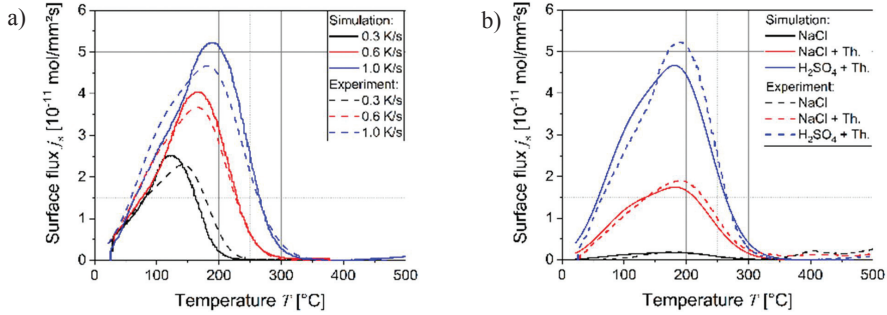 a)
Surface flux jₛ [10⁻¹¹ mol/mm²s]
6
5
4
3
2
1
0
0 100 200 300 400 500
Temperature T [°C]
Simulation:
0.3 K/s
0.6 K/s
1.0 K/s
Experiment:
0.3 K/s
0.6 K/s
1.0 K/s
b)
Surface flux jₛ [10⁻¹¹ mol/mm²s]
6
5
4
3
2
1
0
0 100 200 300 400 500
Temperature T [°C]
Simulation:
NaCl
NaCl + Th.
H₂SO₄ + Th.
Experiment:
NaCl
NaCl + Th.
H₂SO₄ + Th.